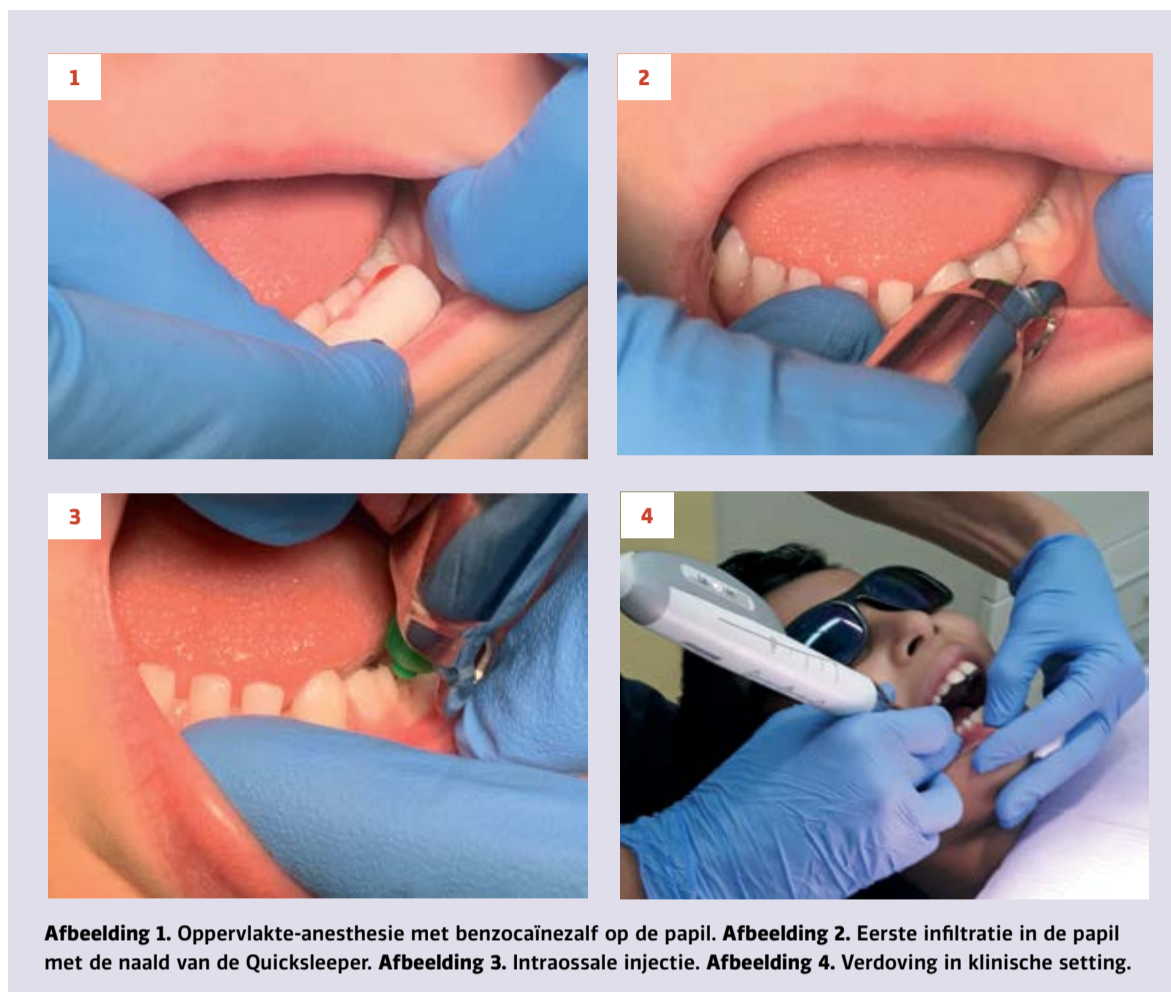 1
2
3
4
Afbeelding 1. Oppervlakte-anesthesie met benzocaïnezalf op de papil. Afbeelding 2. Eerste infiltratie in de papil
met de naald van de Quicksleeper. Afbeelding 3. Intraossale injectie. Afbeelding 4. Verdoving in klinische setting.